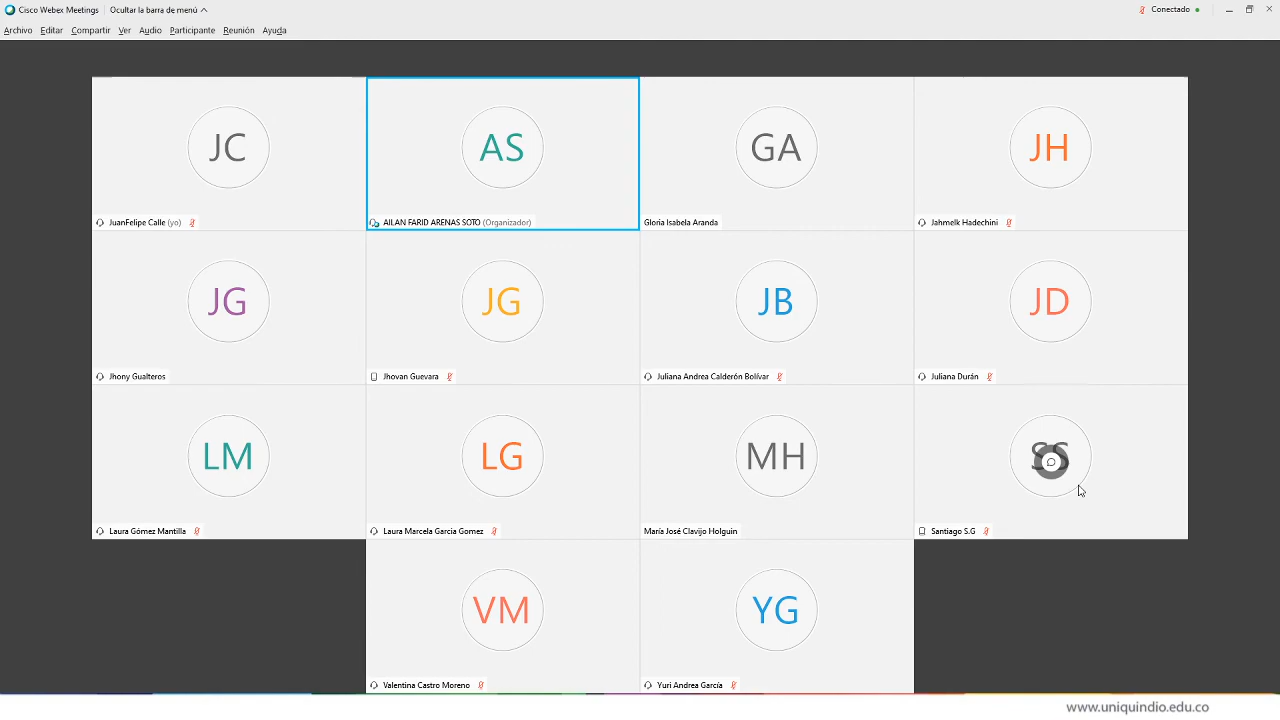 Cisco Webex Meetings Ocultar la barra de menú Conectado
Archivo Editar Compartir Ver Audio Participante Reunión Ayuda
JC AS GA JH
JuanFelipe Calle (yo) AILAN FARID ARENAS SOTO (Organizador) Gloria Isabela Aranda Jahmelk Hadechini
JG JG JB JD
Jhony Gualteros Jhovan Guevara Juliana Andrea Calderón Bolívar Juliana Durán
LM LG MH SS
Laura Gómez Mantilla Laura Marcela Garcia Gomez María José Clavijo Holguin Santiago S.G
VM YG
Valentina Castro Moreno Yuri Andrea García
www.uniquindio.edu.co